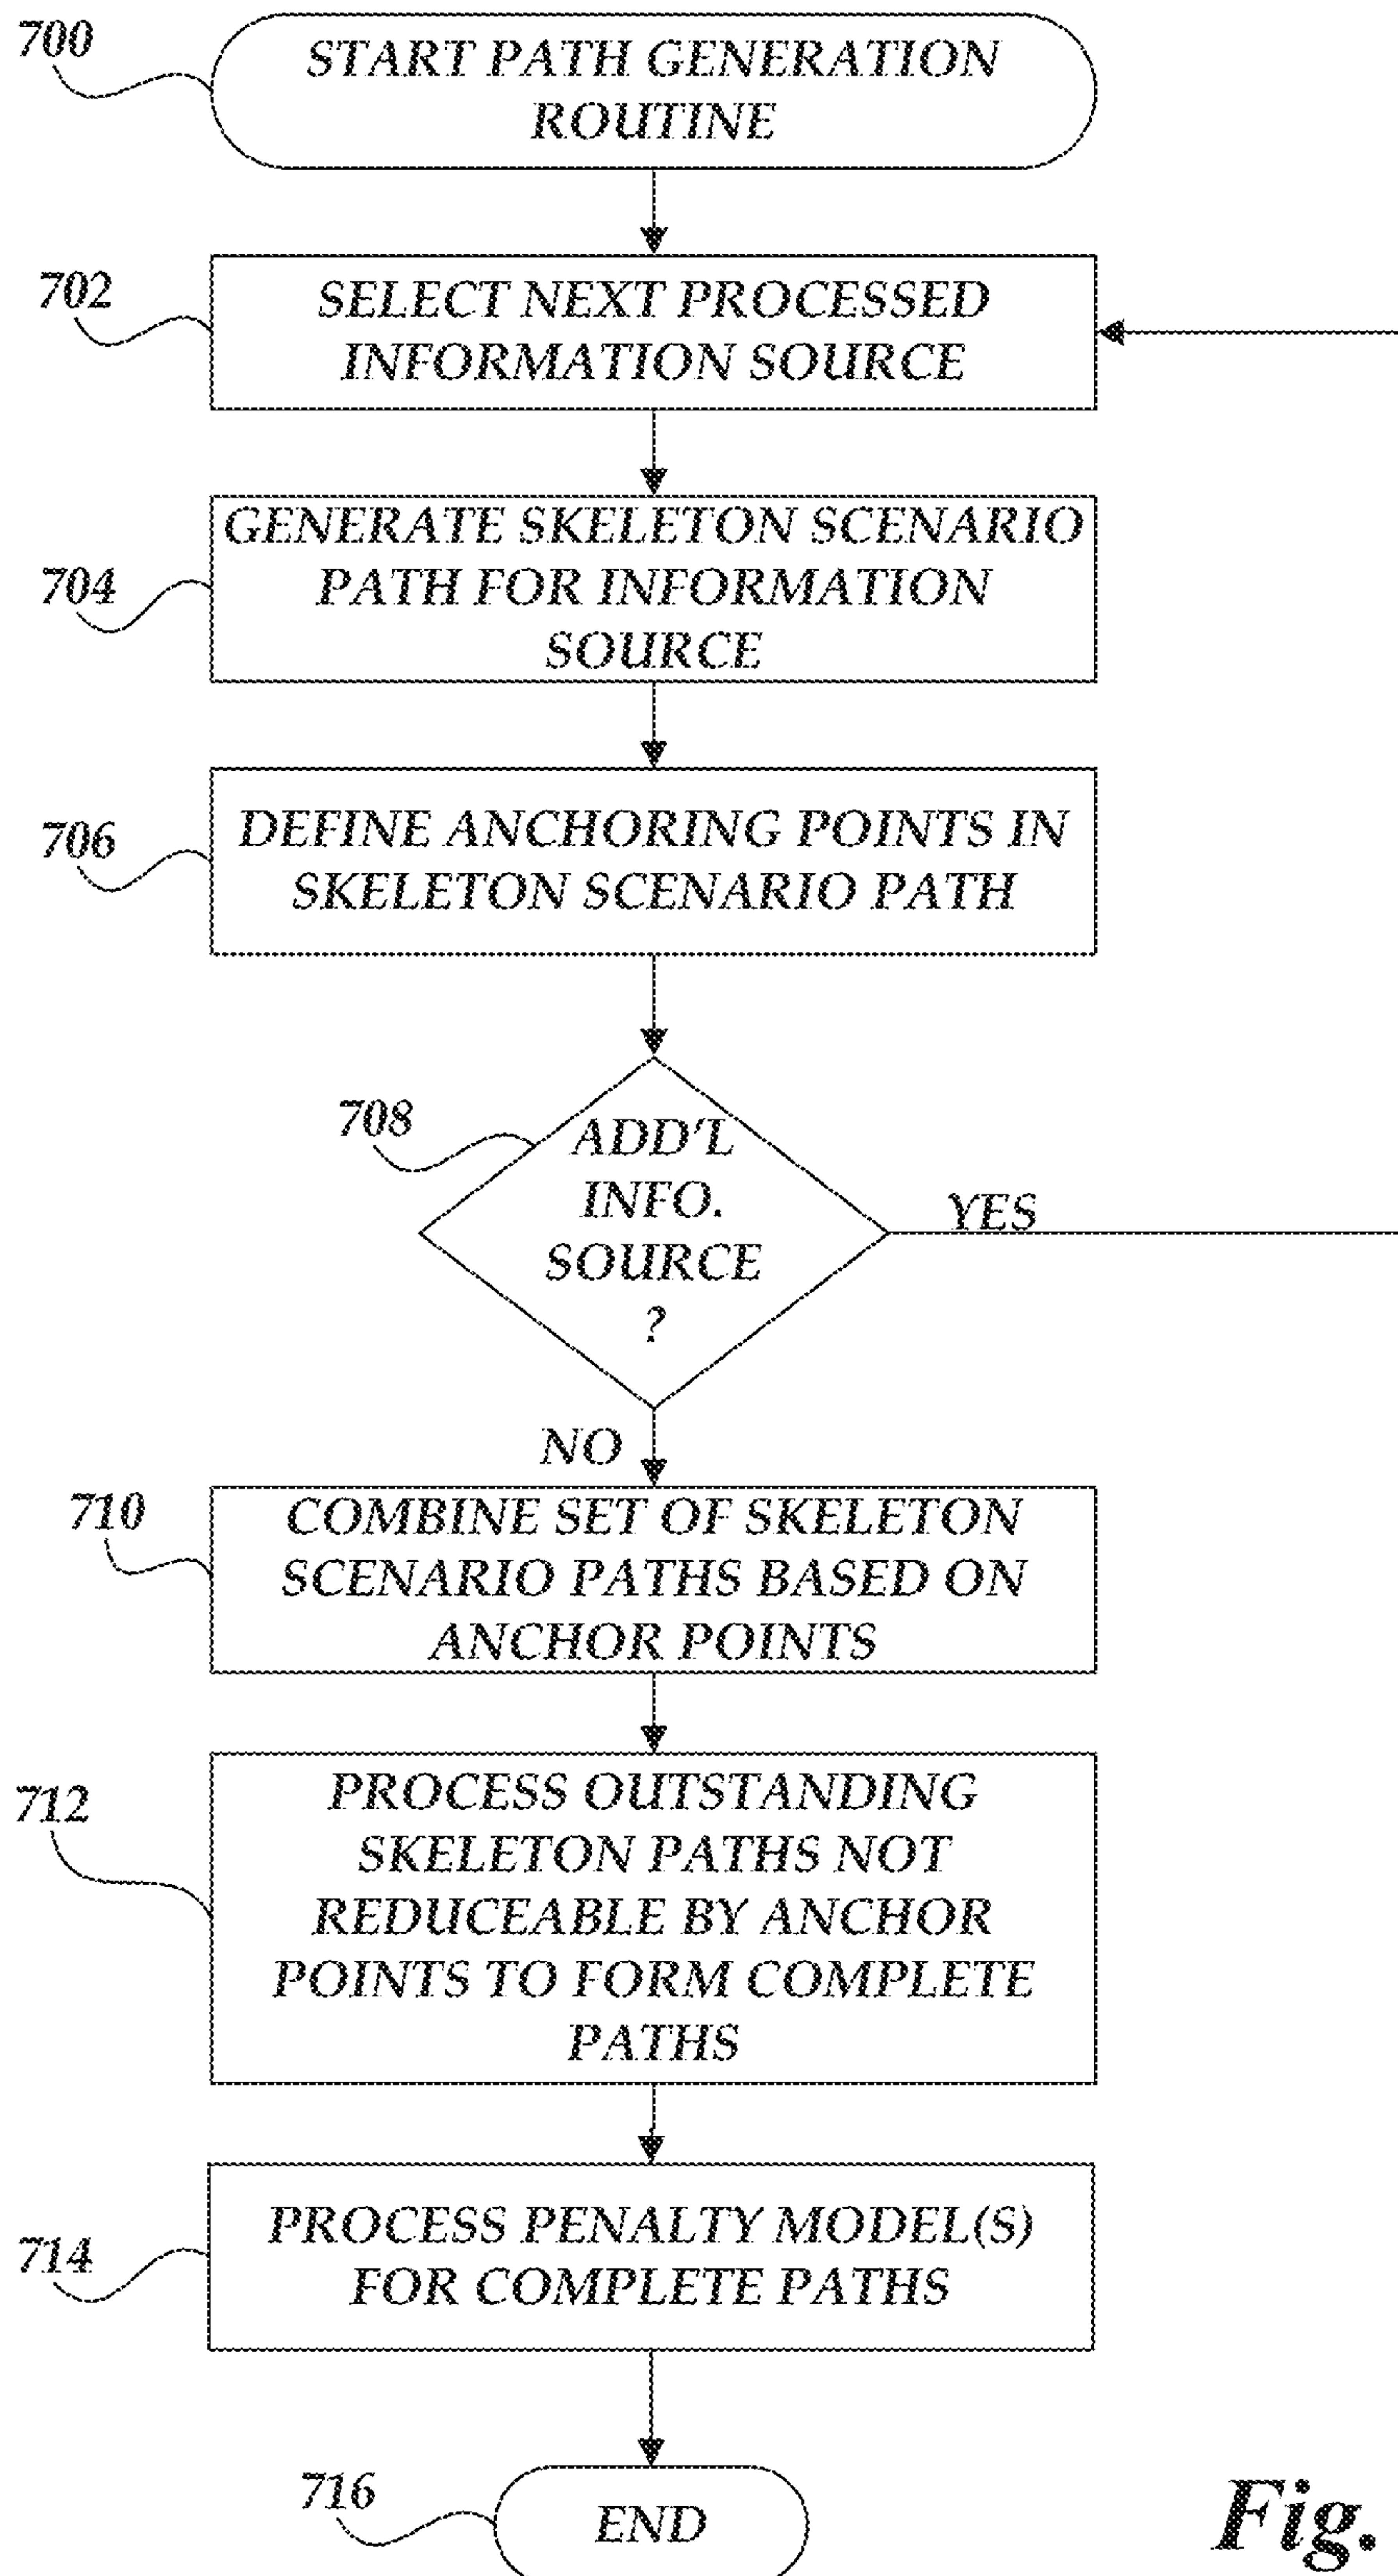 700
START PATH GENERATION
ROUTINE
702
SELECT NEXT PROCESSED
INFORMATION SOURCE
704
GENERATE SKELETON SCENARIO
PATH FOR INFORMATION
SOURCE
706
DEFINE ANCHORING POINTS IN
SKELETON SCENARIO PATH
708
ADD'L
INFO.
SOURCE
?
YES
NO
710
COMBINE SET OF SKELETON
SCENARIO PATHS BASED ON
ANCHOR POINTS
712
PROCESS OUTSTANDING
SKELETON PATHS NOT
REDUCEABLE BY ANCHOR
POINTS TO FORM COMPLETE
PATHS
714
PROCESS PENALTY MODEL(S)
FOR COMPLETE PATHS
716
END
Fig.